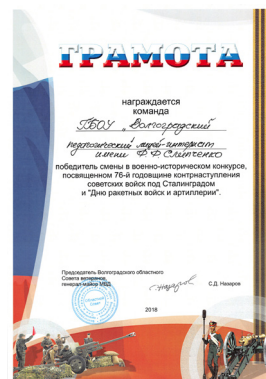 ГРАМОТА
награждается
команда
ГБОУ „Волгоградский
педагогический лицей-интернат
имени Ф.Ф. Слипченко
победитель смены в военно-историческом конкурсе,
посвященном 76-й годовщине контрнаступления
советских войск под Сталинградом
и "Дню ракетных войск и артиллерии".
Председатель Волгоградского областного
Совета ветеранов,
генерал-майор МВД
С.Д. Назаров
2018